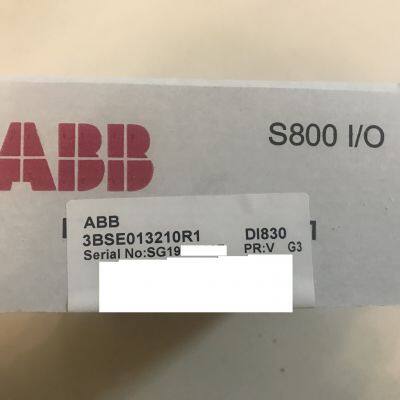 ABB
S800 I/O
ABB
3BSE013210R1 DI830
Serial No:SG19 PR:V G3